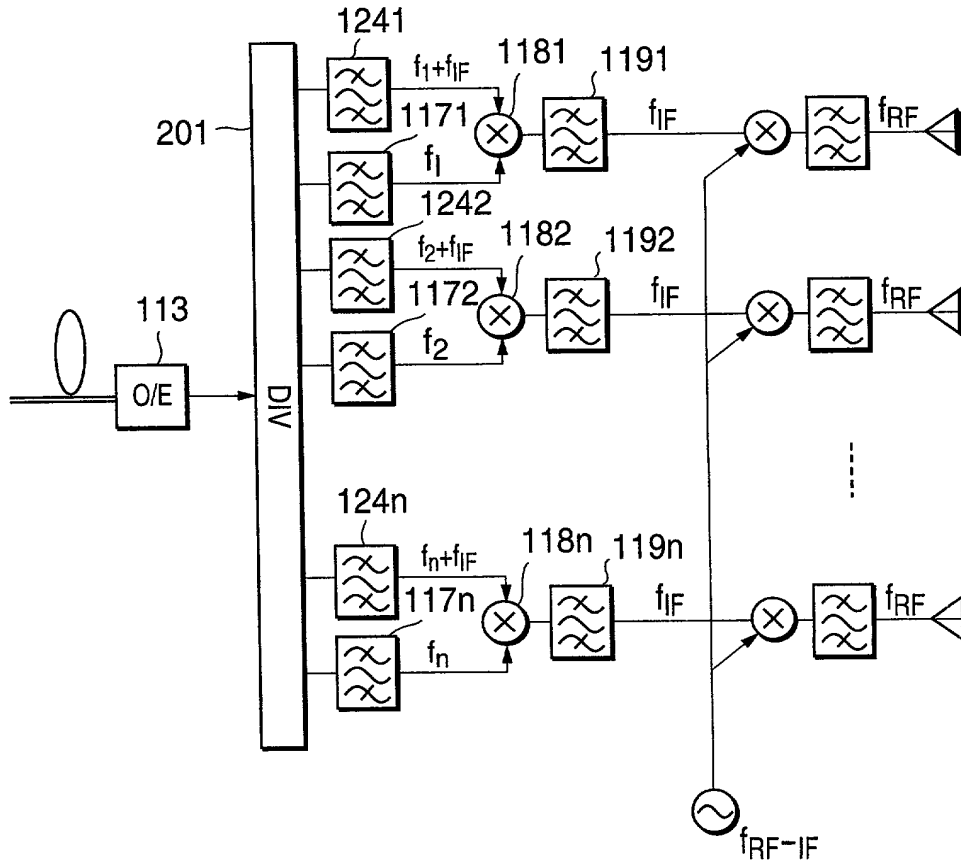 1241
f1+fIF
1181
1191
201
1171
fIF
fRF
f1
1242
f2+fIF
1182
1192
1172
fIF
fRF
113
f2
O/E
DIV
124n
fn+fIF
118n
119n
117n
fIF
fRF
fn
fRF-IF